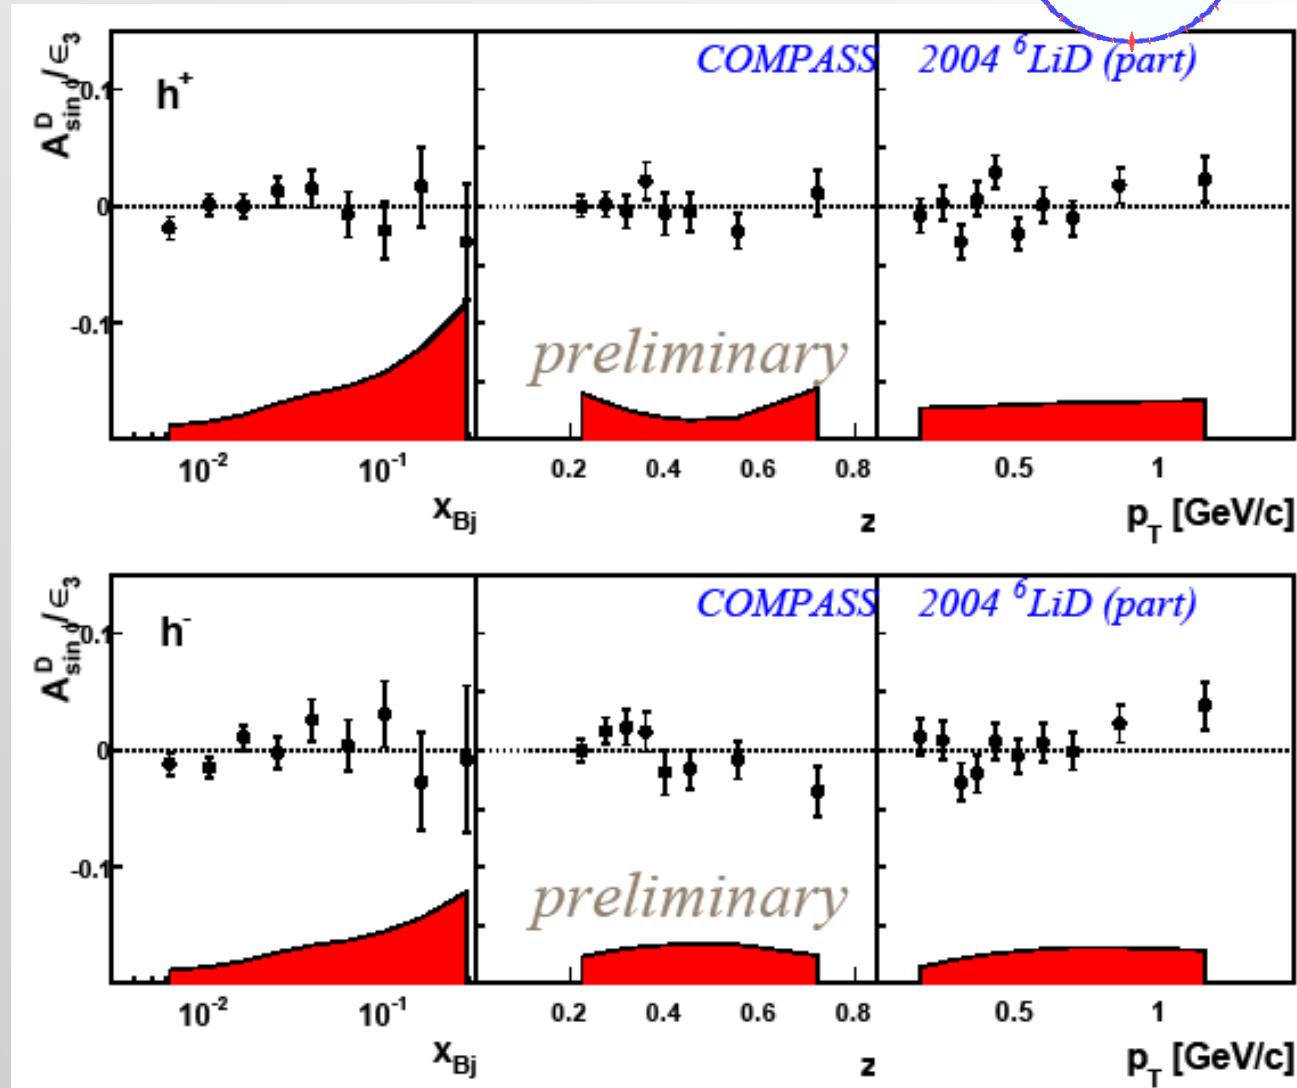 A^D_sin φ/ϵ_3
h^+
COMPASS 2004 ^6LiD (part)
0.1
0
-0.1
preliminary
10^-2 10^-1 0.2 0.4 0.6 0.8 0.5 1
x_Bj z p_T [GeV/c]
A^D_sin φ/ϵ_3
h^-
COMPASS 2004 ^6LiD (part)
0.1
0
-0.1
preliminary
10^-2 10^-1 0.2 0.4 0.6 0.8 0.5 1
x_Bj z p_T [GeV/c]